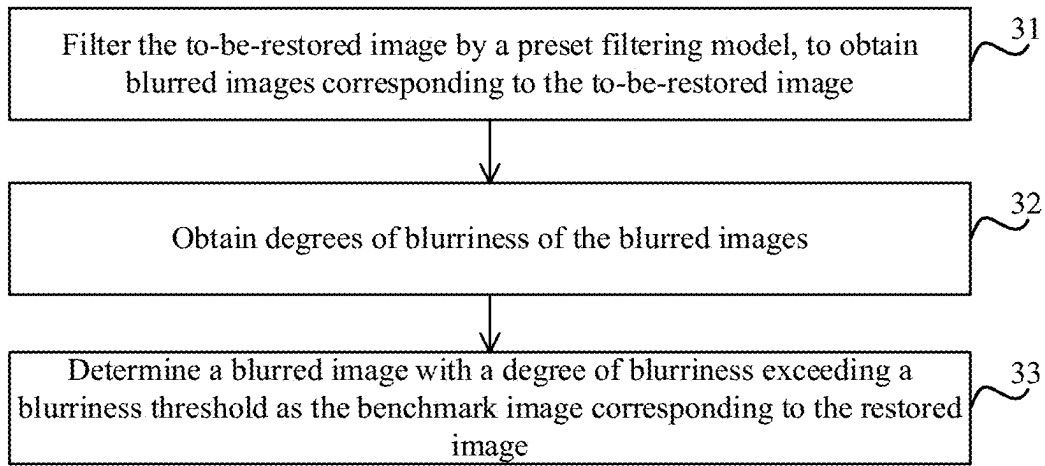 Filter the to-be-restored image by a preset filtering model, to obtain
blurred images corresponding to the to-be-restored image
31
Obtain degrees of blurriness of the blurred images
32
Determine a blurred image with a degree of blurriness exceeding a
blurriness threshold as the benchmark image corresponding to the restored
image
33